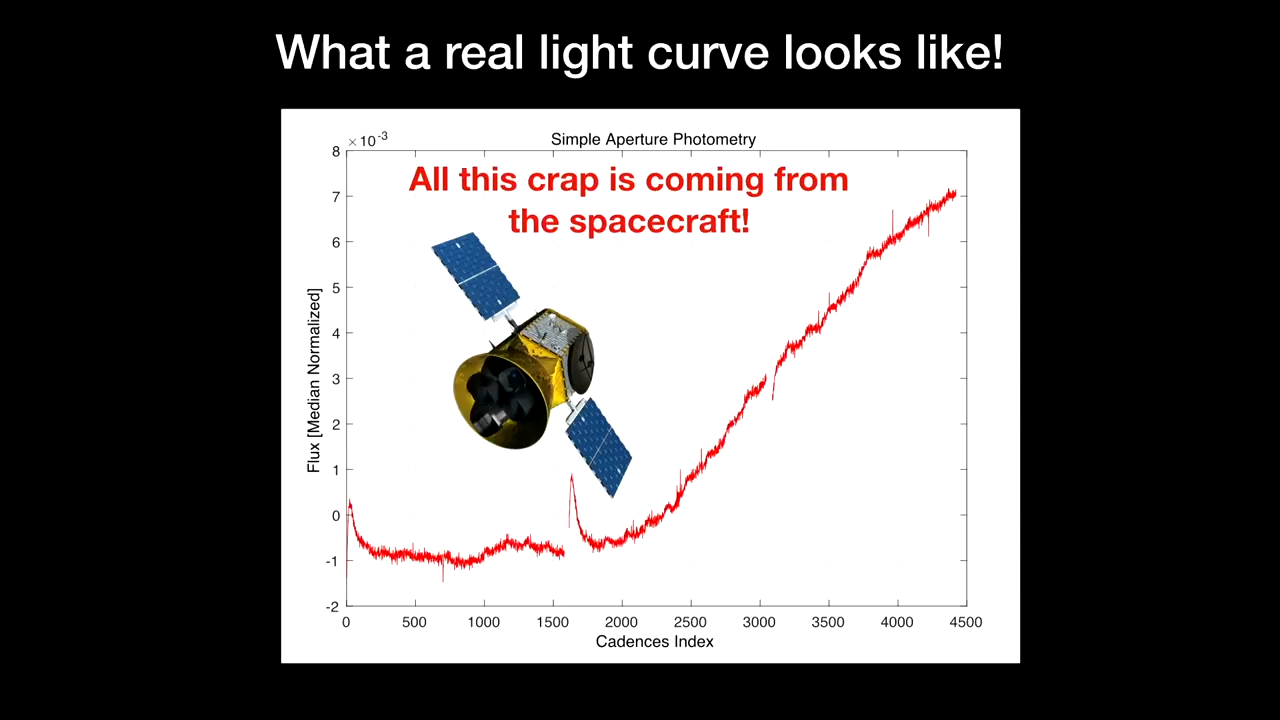 What a real light curve looks like!
×10-3
Simple Aperture Photometry
All this crap is coming from
the spacecraft!
Flux [Median Normalized]
8
7
6
5
4
3
2
1
0
-1
-2
0 500 1000 1500 2000 2500 3000 3500 4000 4500
Cadences Index